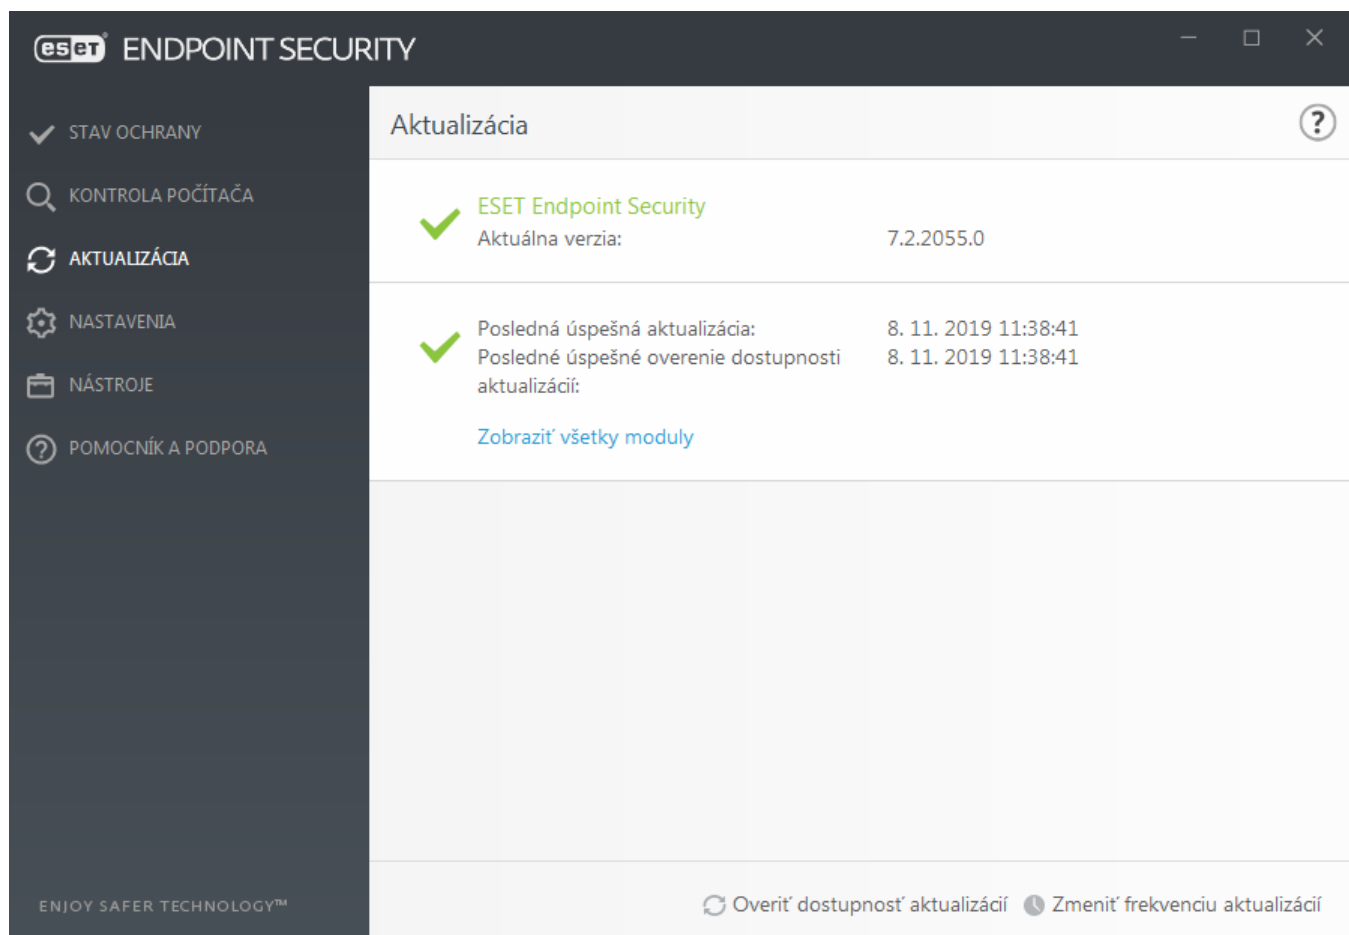 eset ENDPOINT SECURITY
STAV OCHRANY
KONTROLA POČÍTAČA
AKTUALIZÁCIA
NASTAVENIA
NÁSTROJE
POMOCNÍK A PODPORA
ENJOY SAFER TECHNOLOGY™
Aktualizácia
ESET Endpoint Security
Aktuálna verzia: 7.2.2055.0
Posledná úspešná aktualizácia: 8. 11. 2019 11:38:41
Posledné úspešné overenie dostupnosti 8. 11. 2019 11:38:41
aktualizácií:
Zobraziť všetky moduly
Overiť dostupnosť aktualizácií Zmeniť frekvenciu aktualizácií